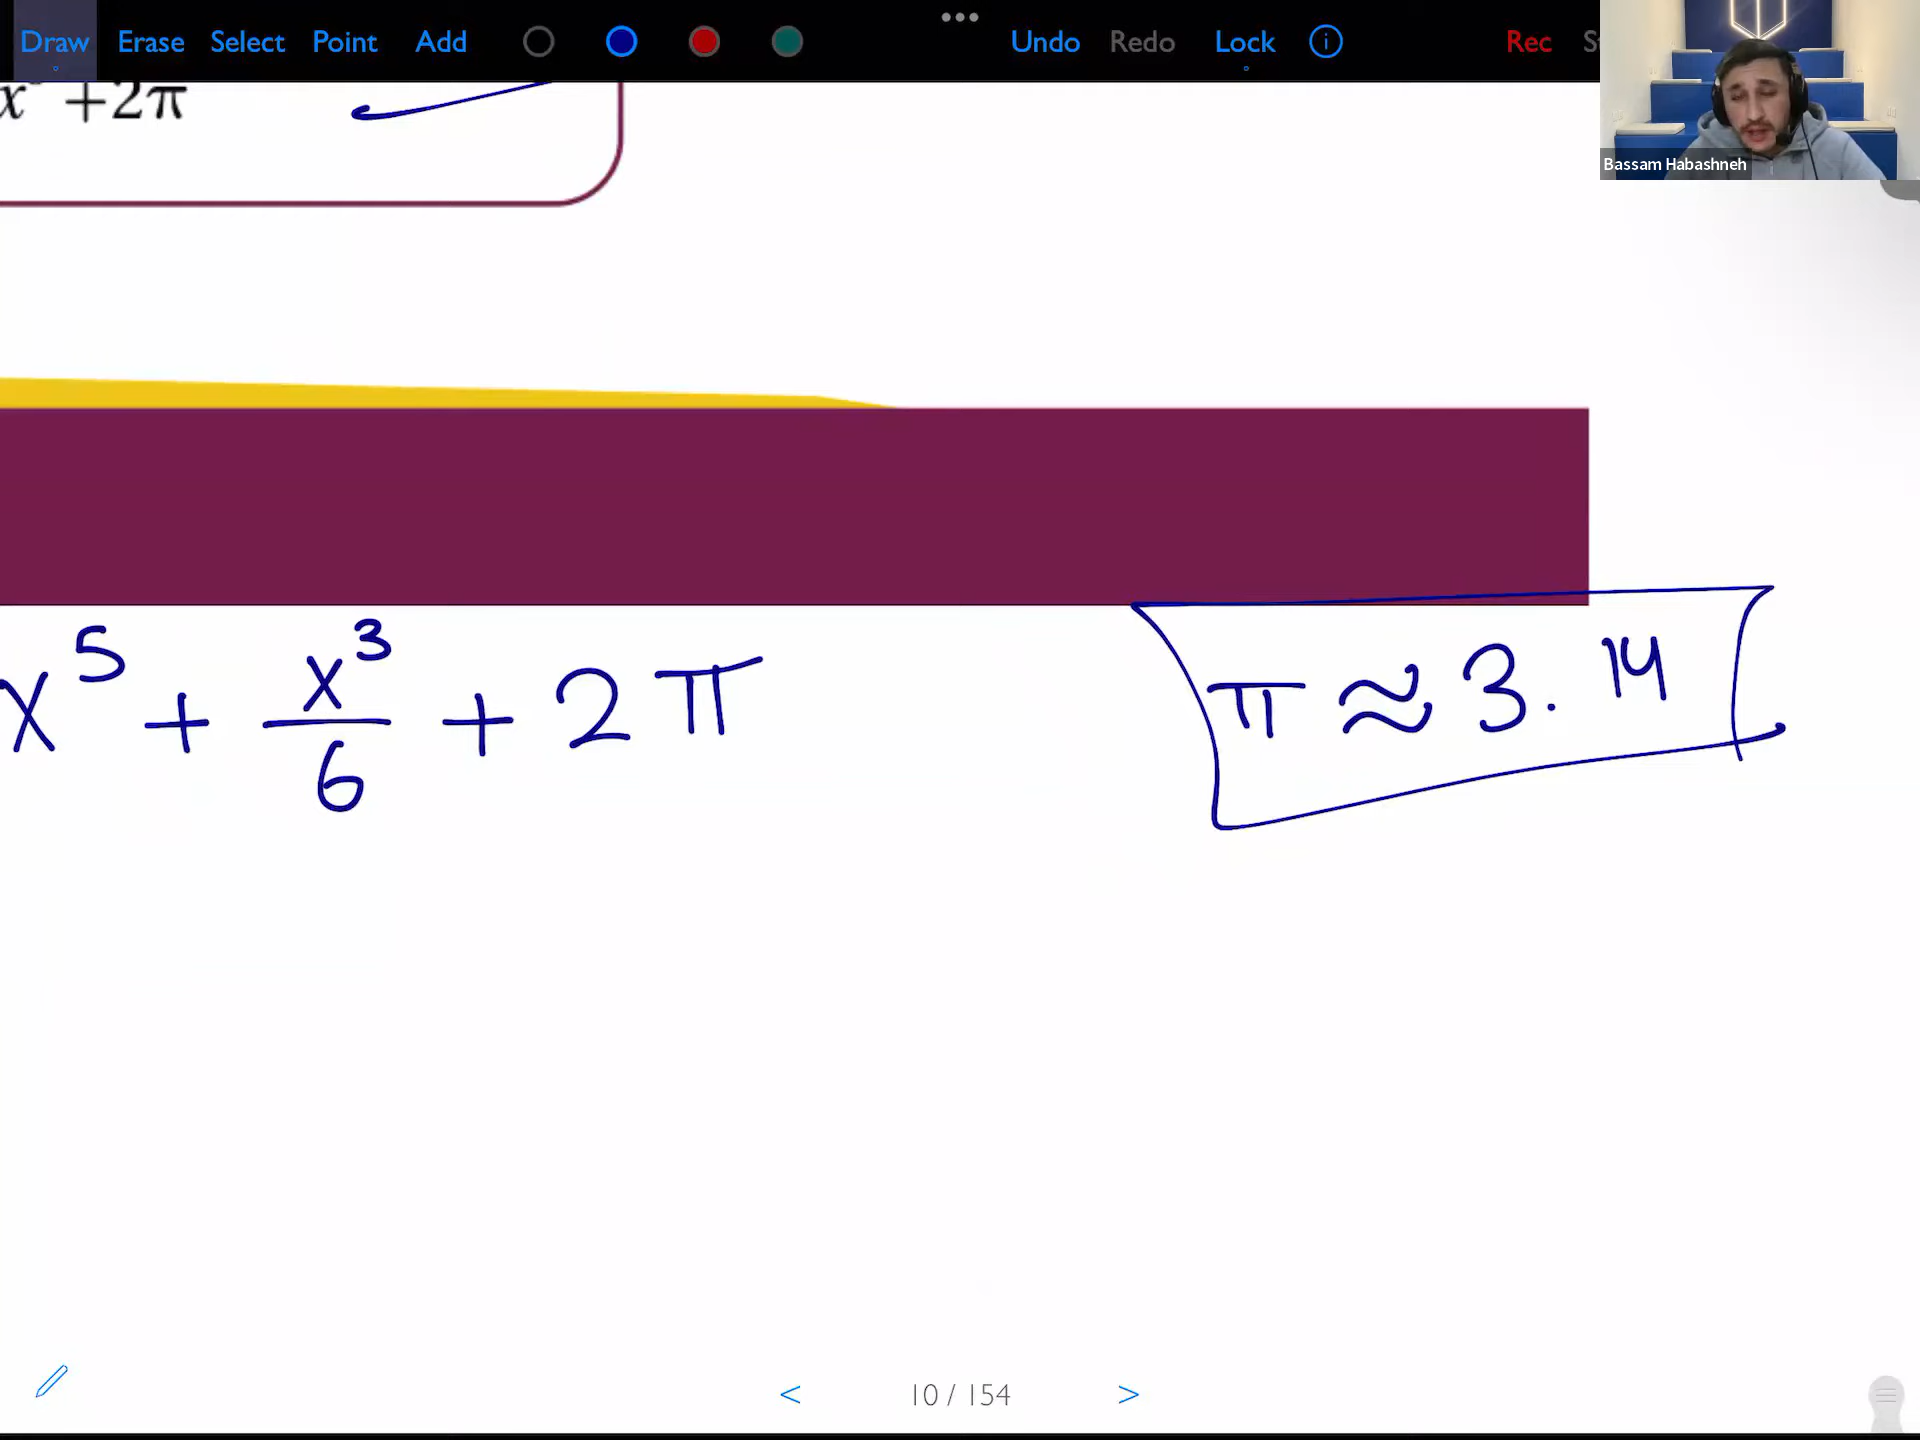 Draw Erase Select Point Add Undo Redo Lock Rec
x +2π
Bassam Habashneh
x^5 + x^3/6 + 2π
π ≈ 3.14
< 10 / 154 >